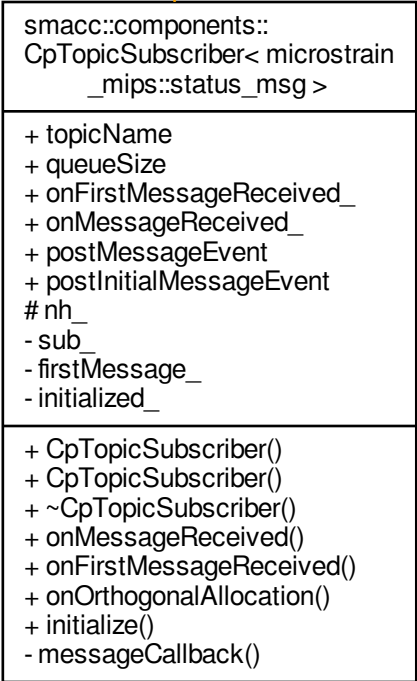 smacc::components::
CpTopicSubscriber< microstrain
_mips::status_msg >
+ topicName
+ queueSize
+ onFirstMessageReceived_
+ onMessageReceived_
+ postMessageEvent
+ postInitialMessageEvent
# nh_
- sub_
- firstMessage_
- initialized_
+ CpTopicSubscriber()
+ CpTopicSubscriber()
+ ~CpTopicSubscriber()
+ onMessageReceived()
+ onFirstMessageReceived()
+ onOrthogonalAllocation()
+ initialize()
- messageCallback()